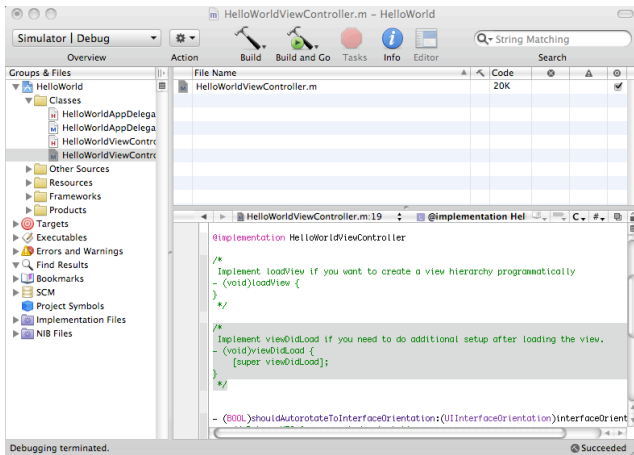 HelloWorldViewController.m – HelloWorld
Simulator | Debug
String Matching
Overview Action Build Build and Go Tasks Info Editor Search
Groups & Files
HelloWorld
Classes
HelloWorldAppDelega
HelloWorldAppDelega
HelloWorldViewContro
HelloWorldViewContro
Other Sources
Resources
Frameworks
Products
Targets
Executables
Errors and Warnings
Find Results
Bookmarks
SCM
Project Symbols
Implementation Files
NIB Files
File Name Code
HelloWorldViewController.m 20K
HelloWorldViewController.m:19 @implementation Hel C #
@implementation HelloWorldViewController
/*
Implement loadView if you want to create a view hierarchy programmatically
- (void)loadView {
}
*/
/*
Implement viewDidLoad if you need to do additional setup after loading the view.
- (void)viewDidLoad {
[super viewDidLoad];
}
*/
- (BOOL)shouldAutorotateToInterfaceOrientation:(UIInterfaceOrientation)interfaceOrient
Debugging terminated. Succeeded